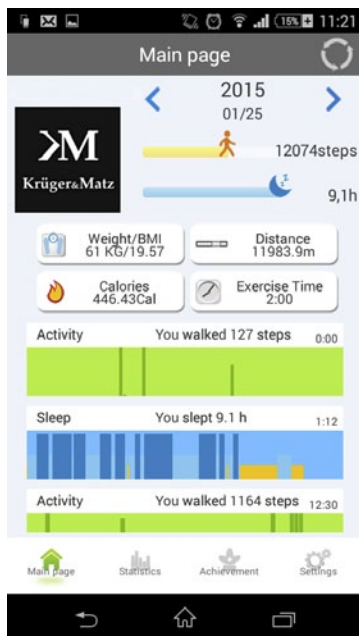 15% 11:21
Main page
2015
01/25
KM
Krüger&Matz
12074steps
9,1h
Weight/BMI
61 KG/19.57
Distance
11983.9m
Calories
446.43Cal
Exercise Time
2:00
Activity You walked 127 steps 0:00
Sleep You slept 9.1 h 1:12
Activity You walked 1164 steps 12:30
Main page Statistics Achievement Settings